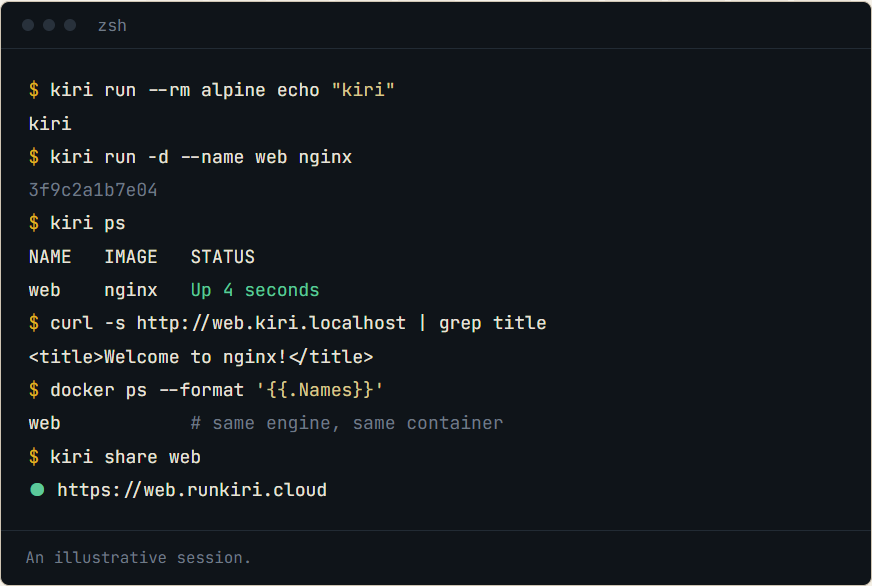 zsh
$ kiri run --rm alpine echo "kiri"
kiri
$ kiri run -d --name web nginx
3f9c2a1b7e04
$ kiri ps
NAME   IMAGE   STATUS
web    nginx   Up 4 seconds
$ curl -s http://web.kiri.localhost | grep title
<title>Welcome to nginx!</title>
$ docker ps --format '{{.Names}}'
web            # same engine, same container
$ kiri share web
● https://web.runkiri.cloud
An illustrative session.